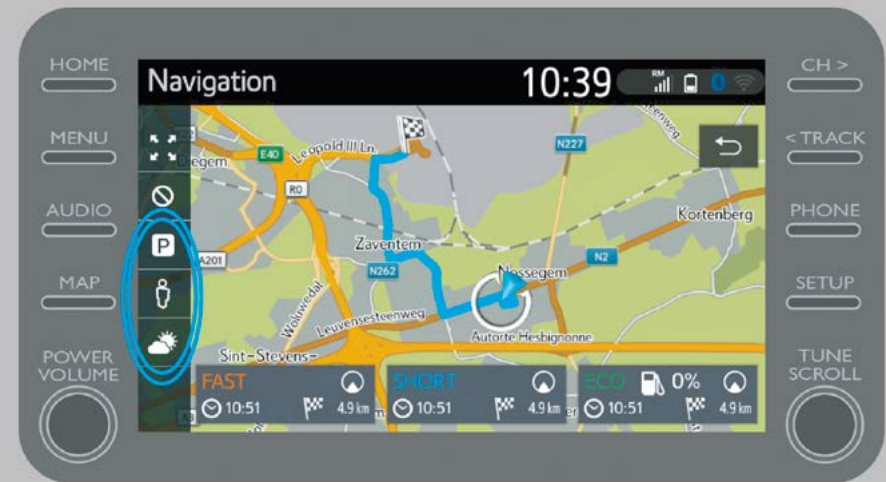 HOME
MENU
AUDIO
MAP
POWER
VOLUME
CH >
< TRACK
PHONE
SETUP
TUNE
SCROLL
Navigation
10:39
RM
P
E40
Leopold III Ln.
N227
R0
A201
Zaventem
N262
Kortenberg
N2
Nossegem
Woluwedal
Leuvensesteenweg
Autorte Hesbignonne
Sint-Stevens-
A3
FAST
10:51
4.9 km
SHORT
10:51
4.9 km
ECO
0%
10:51
4.9 km